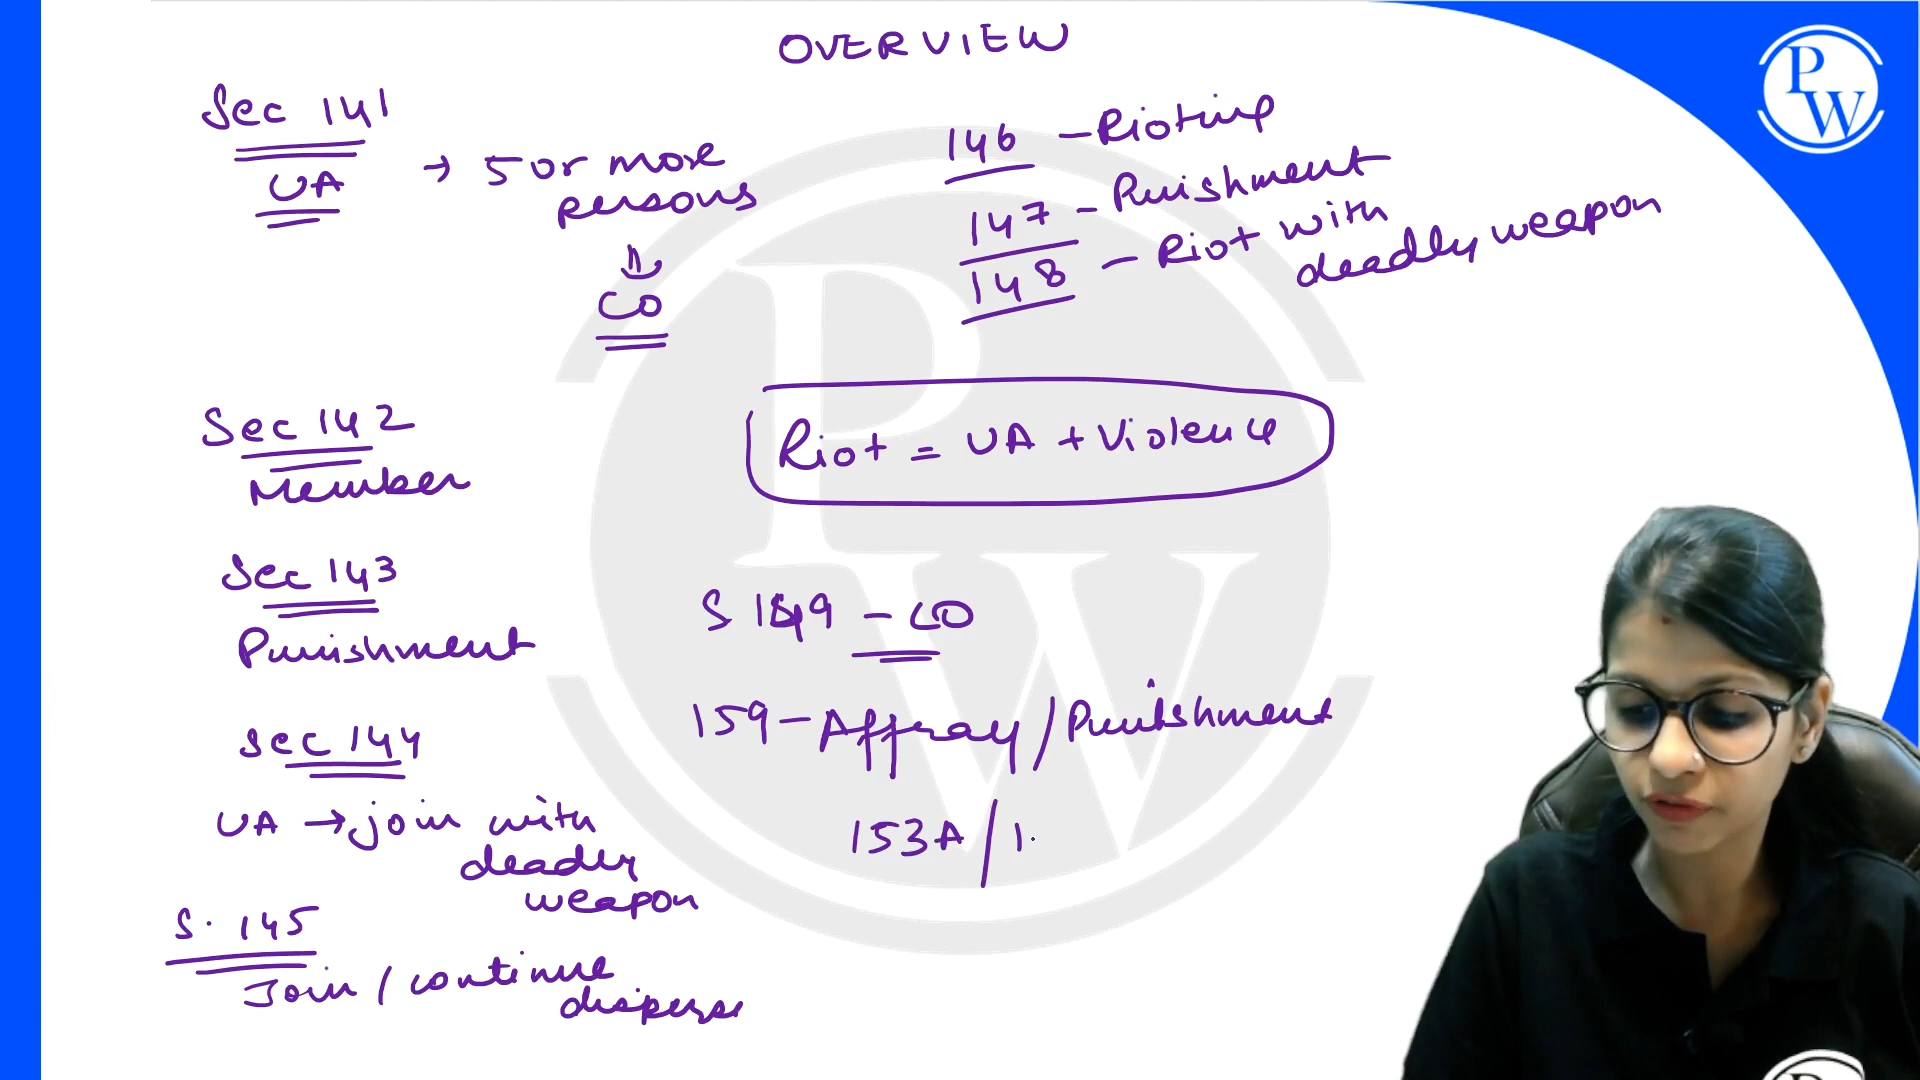 OVERVIEW
Sec 141
UA → 5 or more
persons
CO
146 - Rioting
147 - Punishment
148 - Riot with
deadly weapon
Sec 142
Member
Riot = UA + Violence
Sec 143
Punishment
S 149 - CO
Sec 144
UA → join with
deadly
weapon
159 - Affray / Punishment
153A / 1
S. 145
Join / continue
disperse
PW
PW